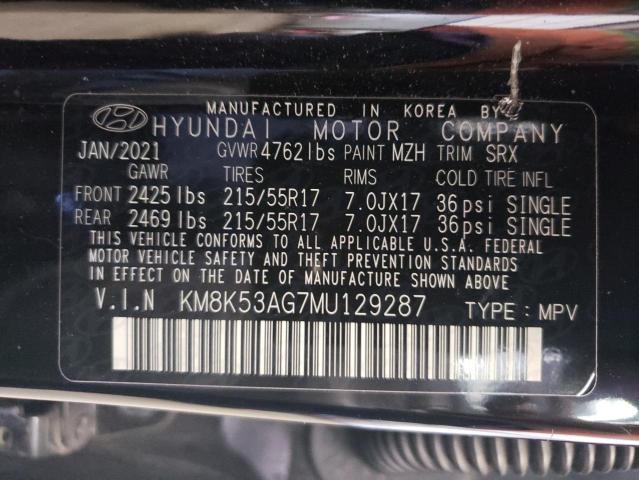 MANUFACTURED IN KOREA BY
HYUNDAI MOTOR COMPANY
JAN/2021 GVWR 4762lbs PAINT MZH TRIM SRX
GAWR TIRES RIMS COLD TIRE INFL
FRONT 2425 lbs 215/55R17 7.0JX17 36psi SINGLE
REAR 2469 lbs 215/55R17 7.0JX17 36psi SINGLE
THIS VEHICLE CONFORMS TO ALL APPLICABLE U.S.A. FEDERAL
MOTOR VEHICLE SAFETY AND THEFT PREVENTION STANDARDS
IN EFFECT ON THE DATE OF MANUFACTURE SHOWN ABOVE
V.I.N KM8K53AG7MU129287 TYPE : MPV